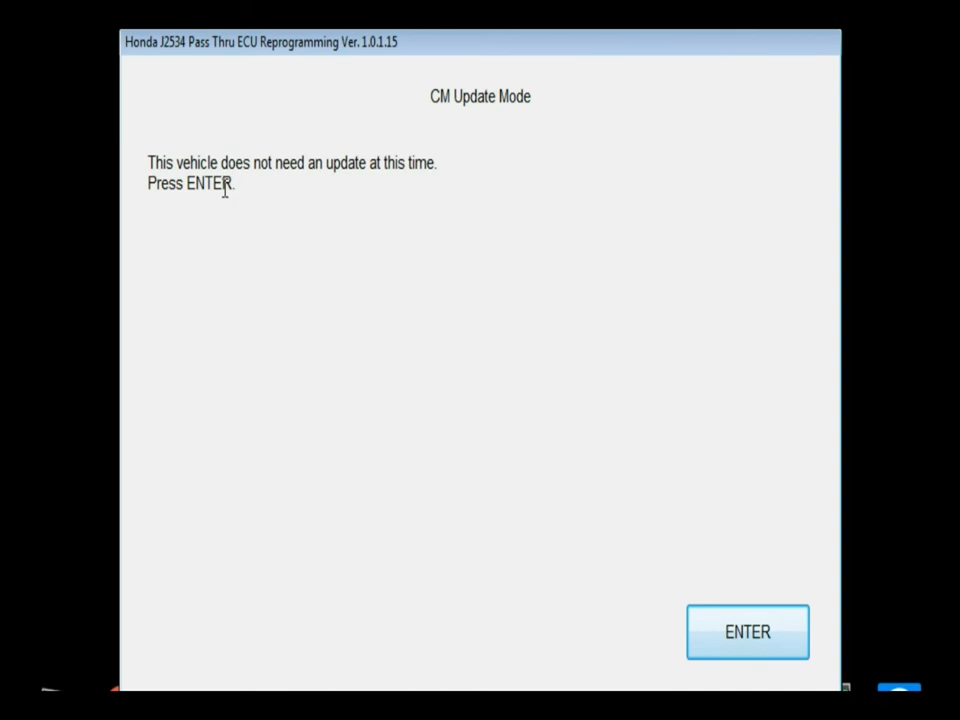 Honda J2534 Pass Thru ECU Reprogramming Ver. 1.0.1.15
CM Update Mode
This vehicle does not need an update at this time.
Press ENTER.
ENTER